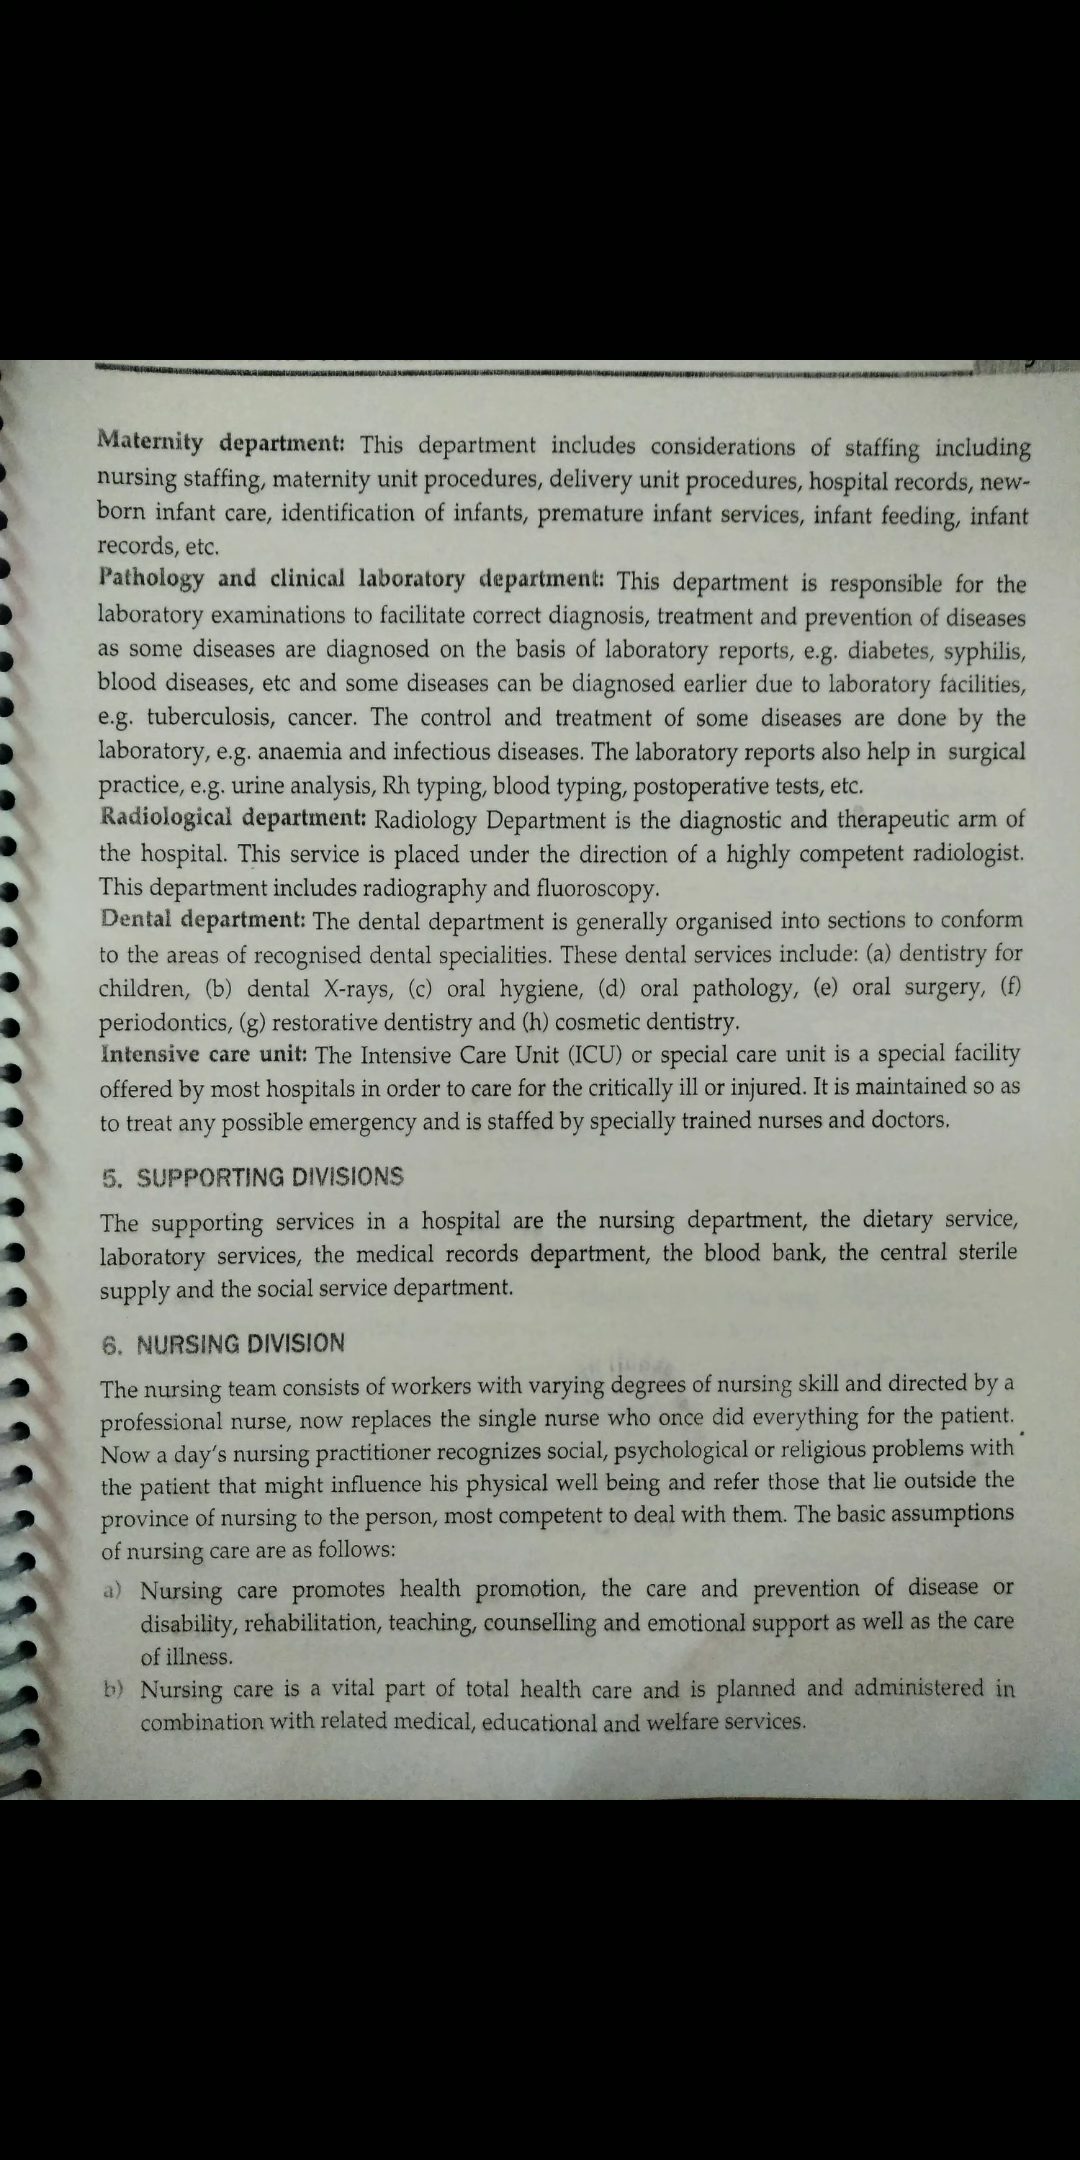 Maternity department: This department includes considerations of staffing including
nursing staffing, maternity unit procedures, delivery unit procedures, hospital records, new-
born infant care, identification of infants, premature infant services, infant feeding, infant
records, etc.
Pathology and clinical laboratory department: This department is responsible for the
laboratory examinations to facilitate correct diagnosis, treatment and prevention of diseases
as some diseases are diagnosed on the basis of laboratory reports, e.g. diabetes, syphilis,
blood diseases, etc and some diseases can be diagnosed earlier due to laboratory facilities,
e.g. tuberculosis, cancer. The control and treatment of some diseases are done by the
laboratory, e.g. anaemia and infectious diseases. The laboratory reports also help in surgical
practice, e.g. urine analysis, Rh typing, blood typing, postoperative tests, etc.
Radiological department: Radiology Department is the diagnostic and therapeutic arm of
the hospital. This service is placed under the direction of a highly competent radiologist.
This department includes radiography and fluoroscopy.
Dental department: The dental department is generally organised into sections to conform
to the areas of recognised dental specialities. These dental services include: (a) dentistry for
children, (b) dental X-rays, (c) oral hygiene, (d) oral pathology, (e) oral surgery, (f)
periodontics, (g) restorative dentistry and (h) cosmetic dentistry.
Intensive care unit: The Intensive Care Unit (ICU) or special care unit is a special facility
offered by most hospitals in order to care for the critically ill or injured. It is maintained so as
to treat any possible emergency and is staffed by specially trained nurses and doctors.
5. SUPPORTING DIVISIONS
The supporting services in a hospital are the nursing department, the dietary service,
laboratory services, the medical records department, the blood bank, the central sterile
supply and the social service department.
6. NURSING DIVISION
The nursing team consists of workers with varying degrees of nursing skill and directed by a
professional nurse, now replaces the single nurse who once did everything for the patient.
Now a day's nursing practitioner recognizes social, psychological or religious problems with
the patient that might influence his physical well being and refer those that lie outside the
province of nursing to the person, most competent to deal with them. The basic assumptions
of nursing care are as follows:
a) Nursing care promotes health promotion, the care and prevention of disease or
disability, rehabilitation, teaching, counselling and emotional support as well as the care
of illness.
b) Nursing care is a vital part of total health care and is planned and administered in
combination with related medical, educational and welfare services.